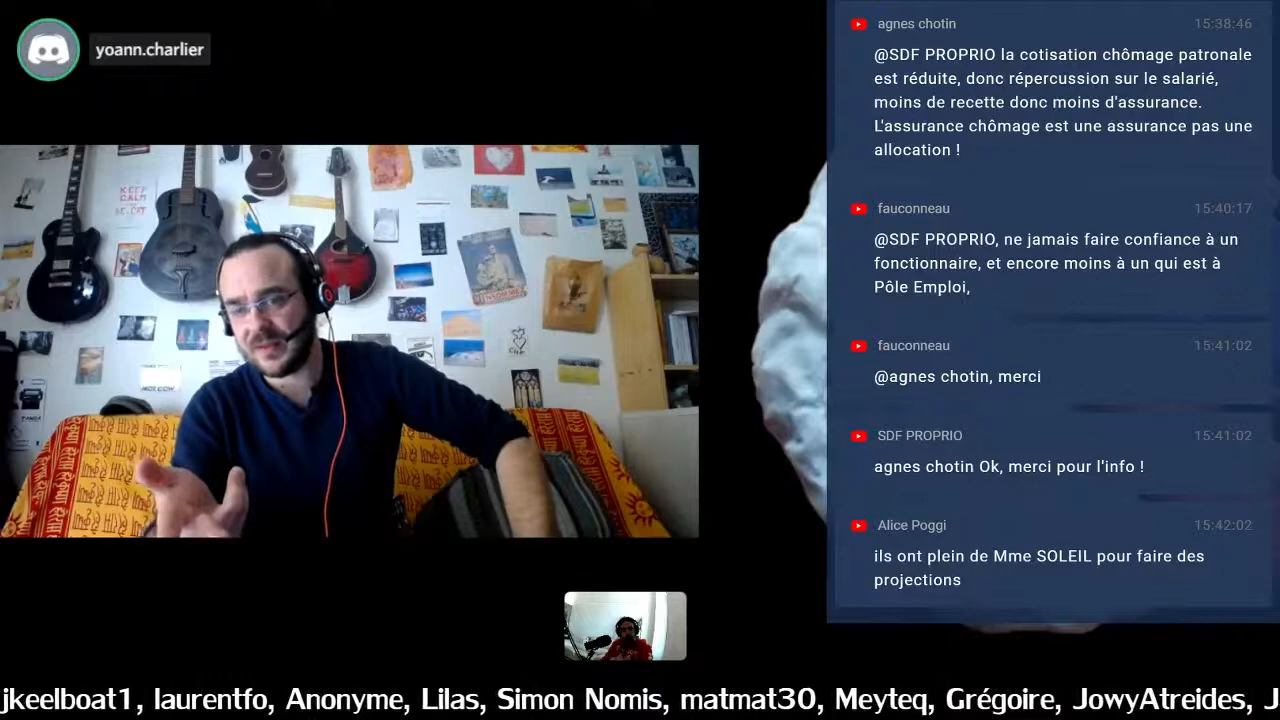 yoann.charlier
agnes chotin 15:38:46
@SDF PROPRIO la cotisation chômage patronale
est réduite, donc répercussion sur le salarié,
moins de recette donc moins d'assurance.
L'assurance chômage est une assurance pas une
allocation !
fauconneau 15:40:17
@SDF PROPRIO, ne jamais faire confiance à un
fonctionnaire, et encore moins à un qui est à
Pôle Emploi,
fauconneau 15:41:02
@agnes chotin, merci
SDF PROPRIO 15:41:02
agnes chotin Ok, merci pour l'info !
Alice Poggi 15:42:02
ils ont plein de Mme SOLEIL pour faire des
projections
KEEP
CALM
jkeelboat1, laurentfo, Anonyme, Lilas, Simon Nomis, matmat30, Meyteq, Grégoire, JowyAtreides, J